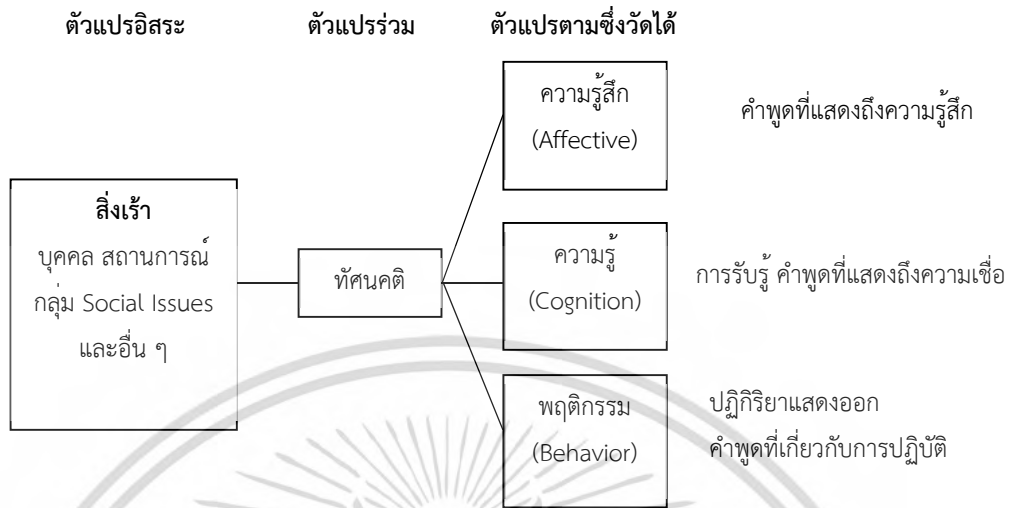 ตัวแปรอิสระ ตัวแปรร่วม ตัวแปรตามซึ่งวัดได้
ความรู้สึก
(Affective)
คำพูดที่แสดงถึงความรู้สึก
สิ่งเร้า
บุคคล สถานการณ์
กลุ่ม Social Issues
และอื่น ๆ
ทัศนคติ
ความรู้
(Cognition)
การรับรู้ คำพูดที่แสดงถึงความเชื่อ
พฤติกรรม
(Behavior)
ปฏิกิริยาแสดงออก
คำพูดที่เกี่ยวกับการปฏิบัติ